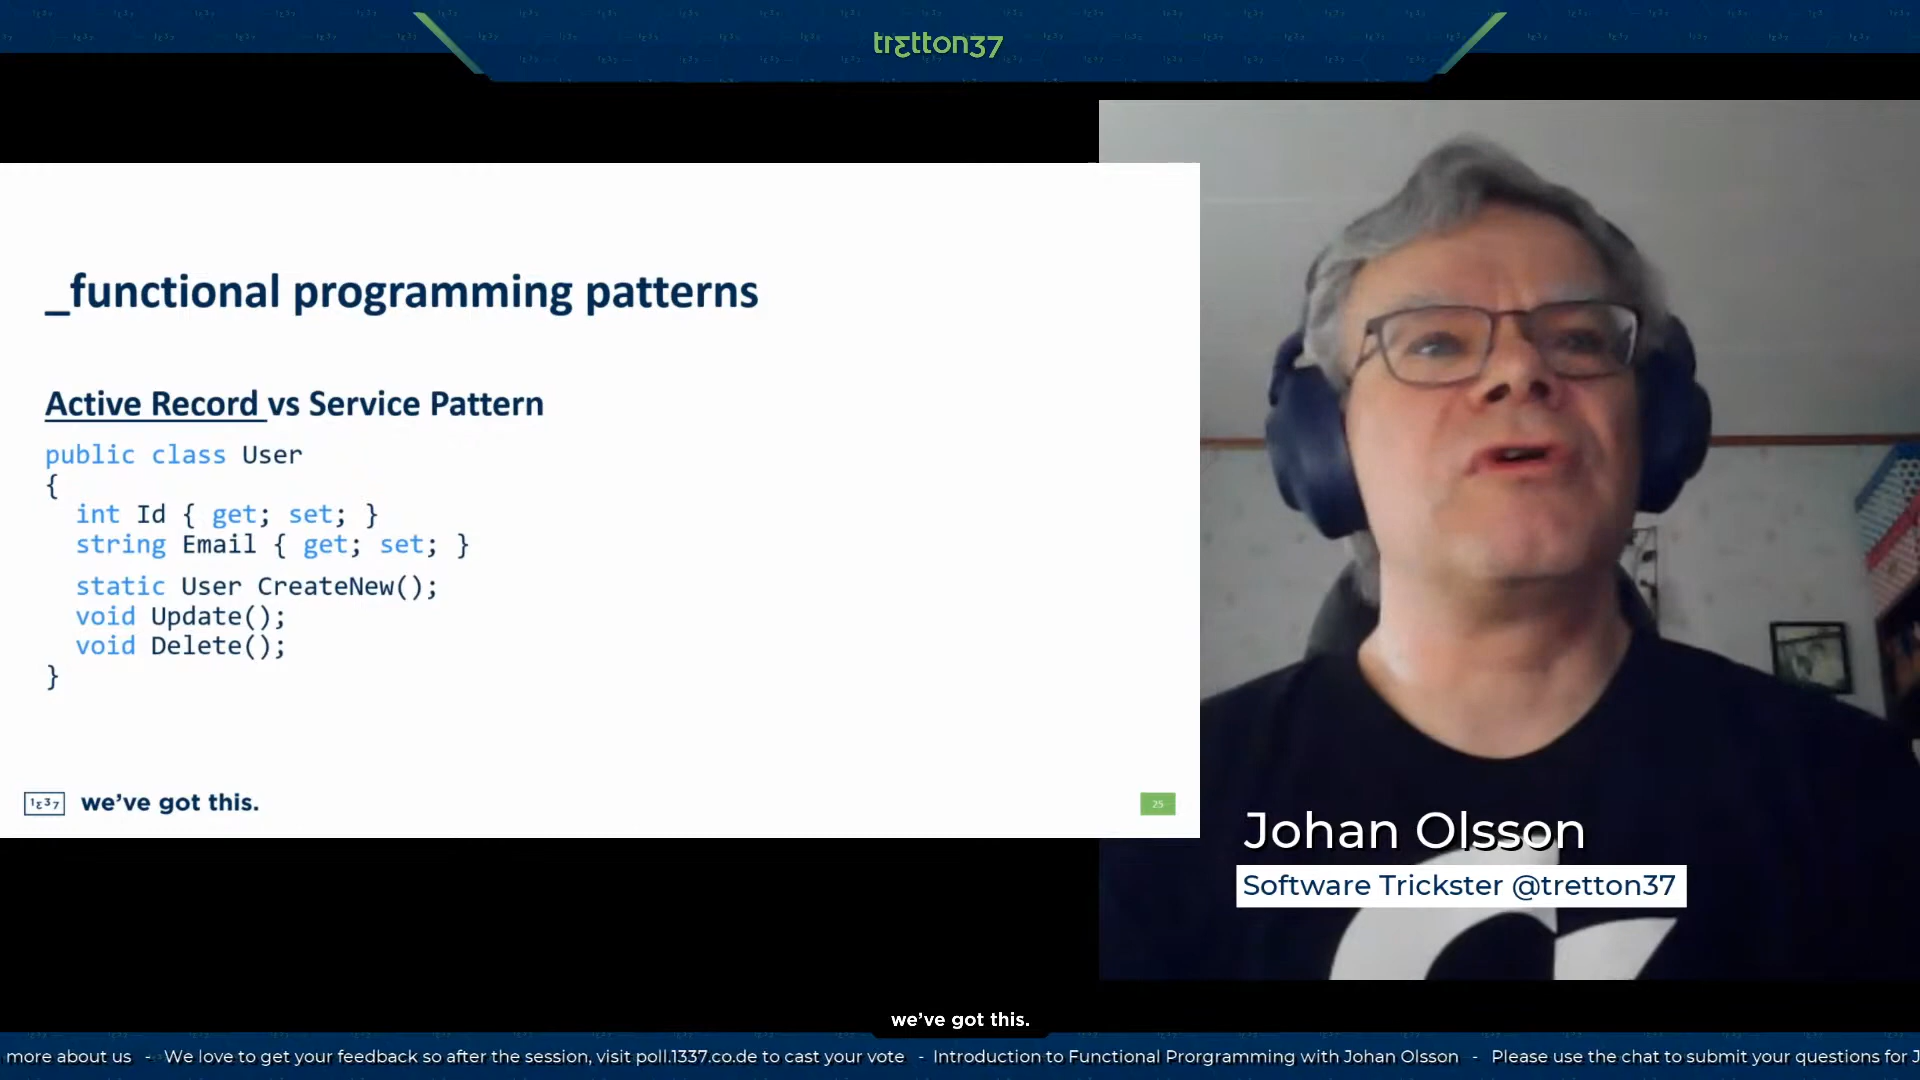 trɛtton37
_functional programming patterns
Active Record vs Service Pattern
public class User
{
int Id { get; set; }
string Email { get; set; }
static User CreateNew();
void Update();
void Delete();
}
1ɛ37 we've got this.
25
Johan Olsson
Software Trickster @tretton37
we've got this.
more about us - We love to get your feedback so after the session, visit poll.1337.co.de to cast your vote - Introduction to Functional Prorgramming with Johan Olsson - Please use the chat to submit your questions for J